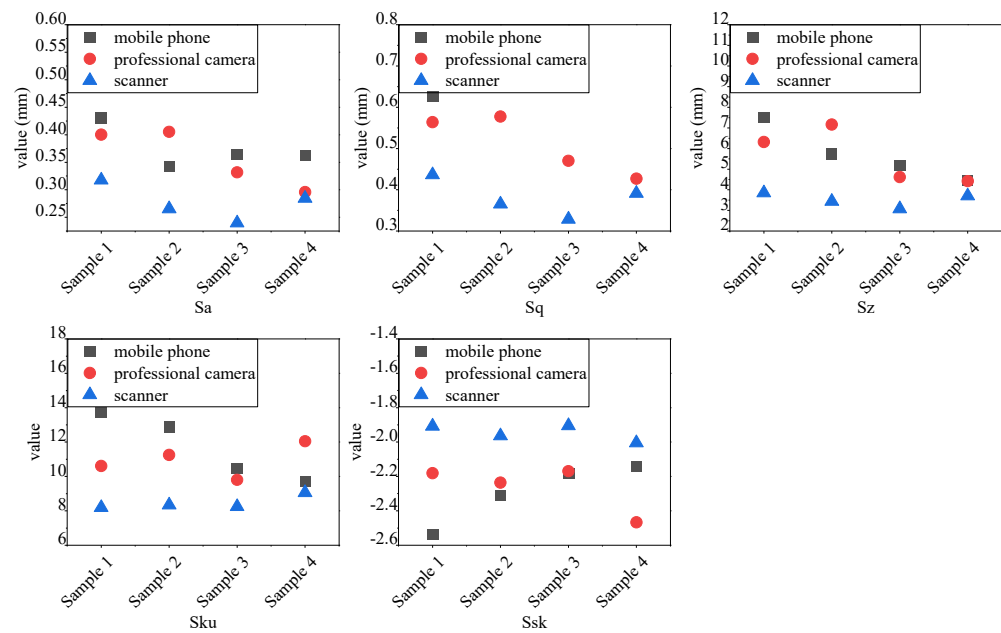 0.60
0.55
0.50
0.45
0.40
0.35
0.30
0.25
value (mm)
mobile phone
professional camera
scanner
Sample 1
Sample 2
Sample 3
Sample 4
Sa
0.8
0.7
0.6
0.5
0.4
0.3
value (mm)
mobile phone
professional camera
scanner
Sample 1
Sample 2
Sample 3
Sample 4
Sq
12
11
10
9
8
7
6
5
4
3
2
value (mm)
mobile phone
professional camera
scanner
Sample 1
Sample 2
Sample 3
Sample 4
Sz
18
16
14
12
10
8
6
value
mobile phone
professional camera
scanner
Sample 1
Sample 2
Sample 3
Sample 4
Sku
-1.4
-1.6
-1.8
-2.0
-2.2
-2.4
-2.6
value
mobile phone
professional camera
scanner
Sample 1
Sample 2
Sample 3
Sample 4
Ssk